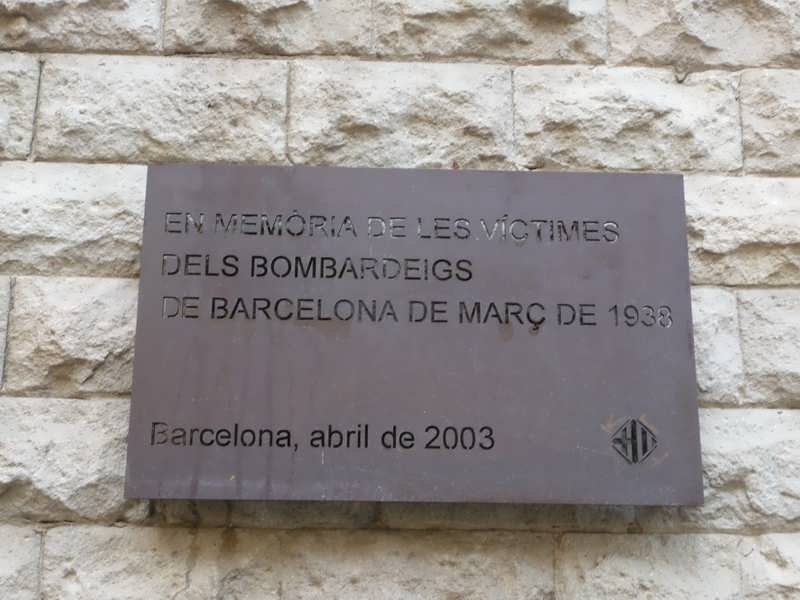 EN MEMÒRIA DE LES VÍCTIMES
DELS BOMBARDEIGS
DE BARCELONA DE MARÇ DE 1938
Barcelona, abril de 2003